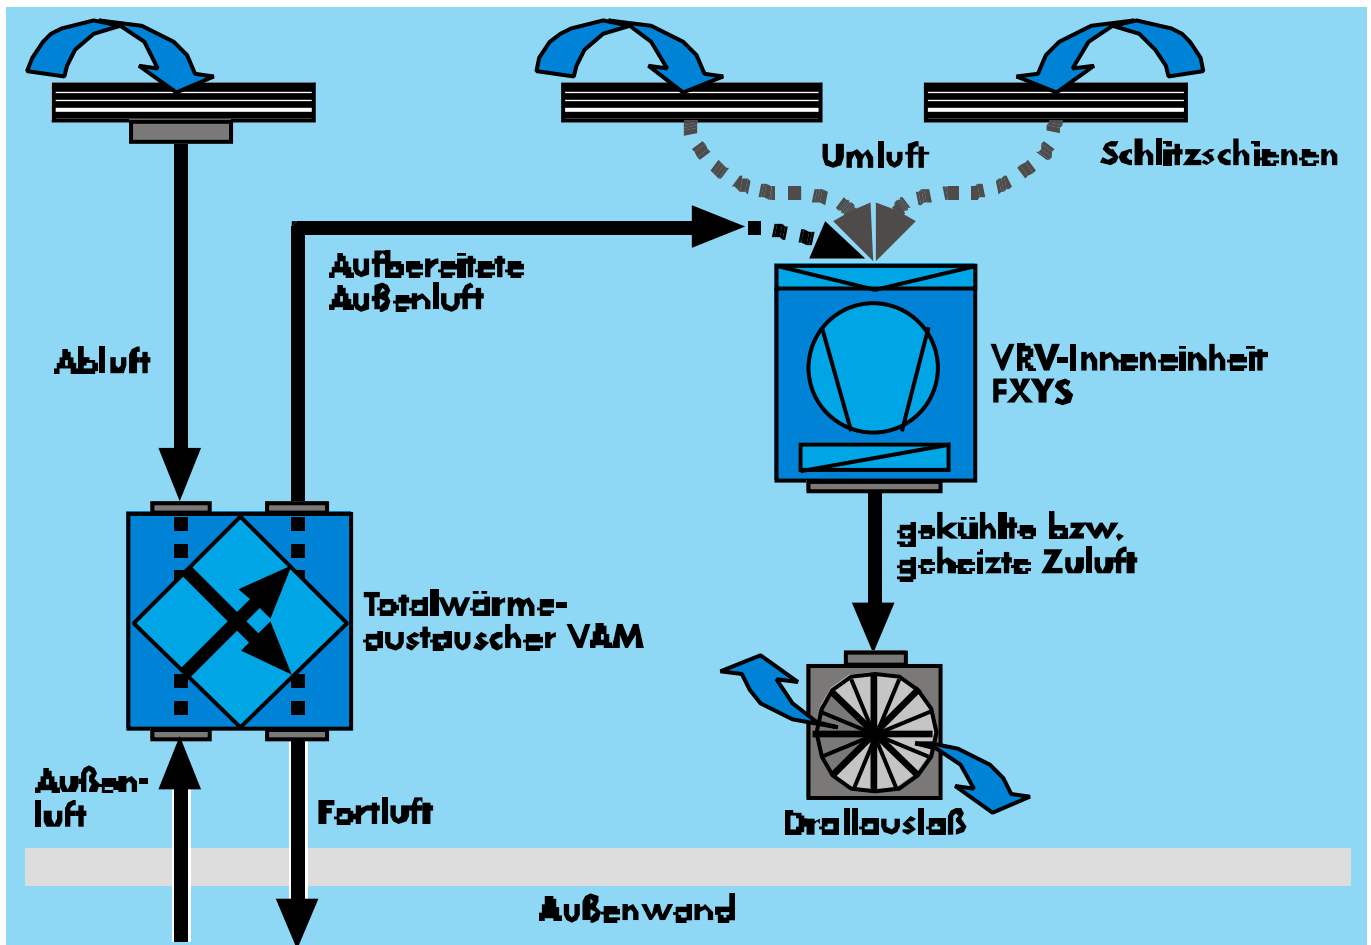 Umluft
Schlitzschienen
Aufbereitete
Außenluft
Abluft
VRV-Inneneinheit
FXYS
gekühlte bzw.
geheizte Zuluft
Totalwärme-
austauscher VAM
Außen-
luft
Fortluft
Drallauslaß
Außenwand